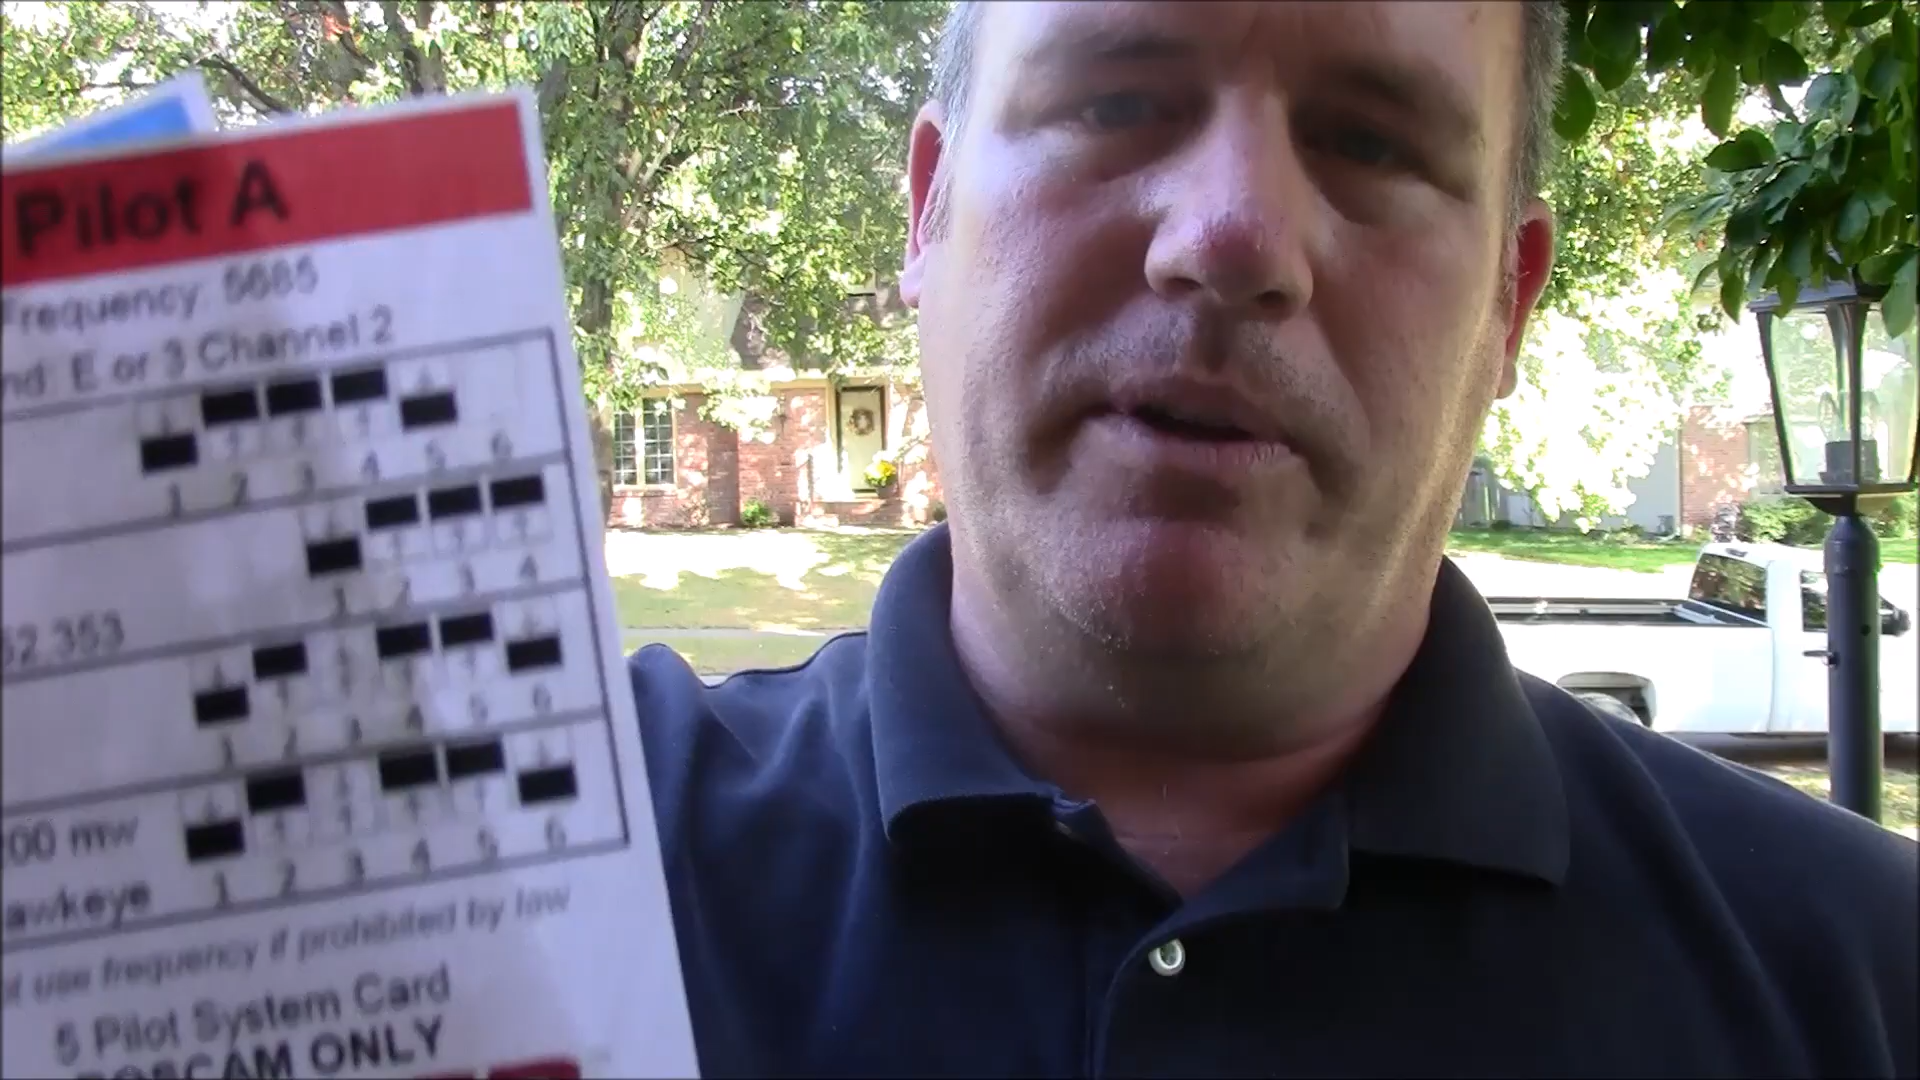 Pilot A
Frequency: 5685
nd: E or 3 Channel 2
1 2 3 4 5 6
1 2 3 4
52 353
1 2 3 4 5 6
00 mw
1 2 3 4 5 6
awkeye
t use frequency if prohibited by low
5 Pilot System Card
BOSCAM ONLY